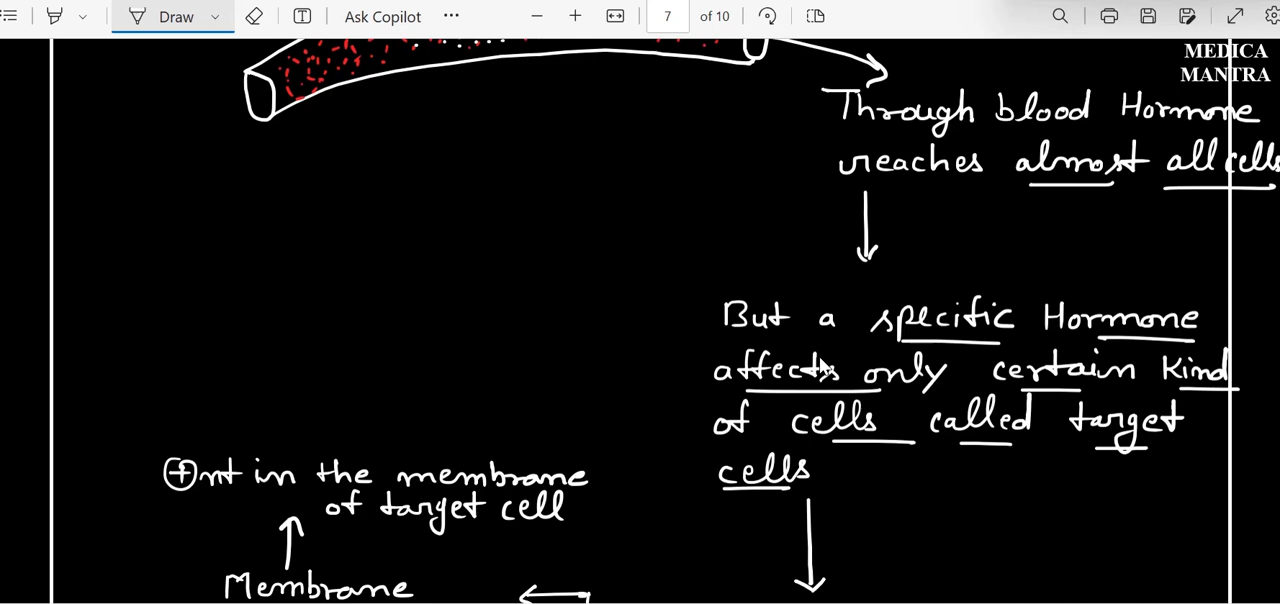 Draw
Ask Copilot
7 of 10
MEDICA
MANTRA
Through blood Hormone
reaches almost all cells
But a specific Hormone
affects only certain kind
of cells called target
cells
⊕nt in the membrane
of target cell
Membrane